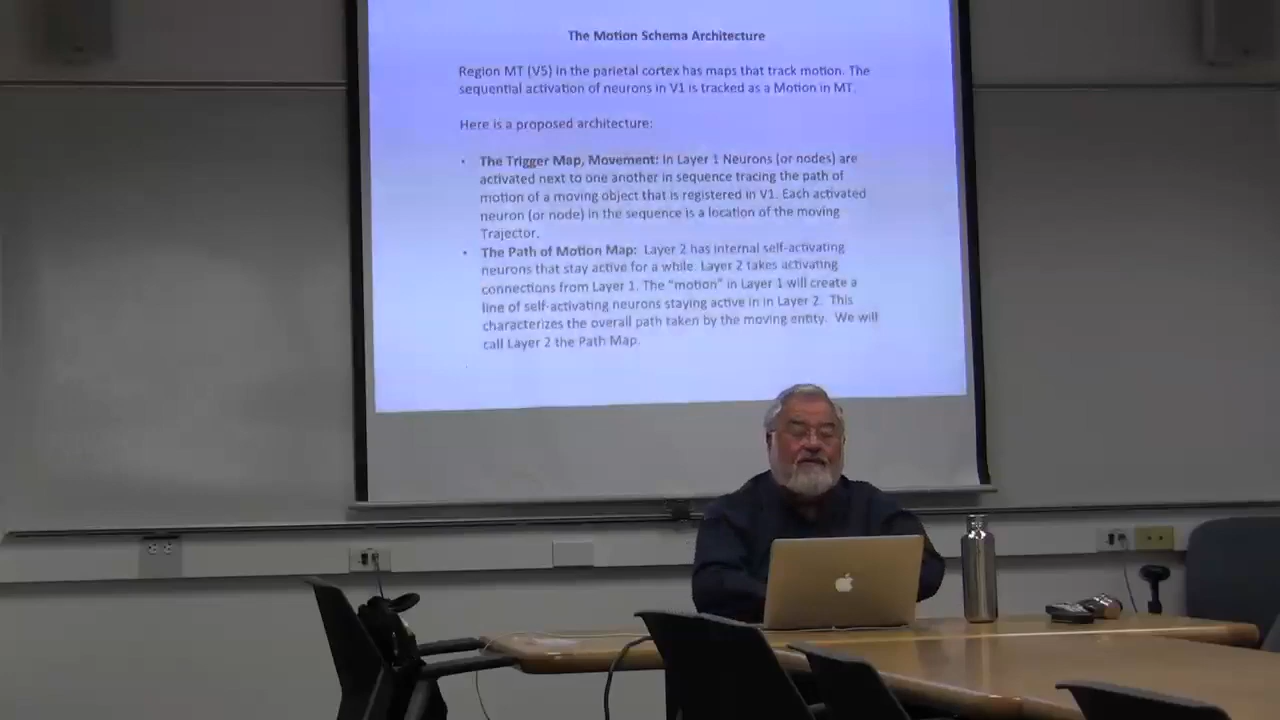 The Motion Schema Architecture
Region MT (V5) in the parietal cortex has maps that track motion. The
sequential activation of neurons in V1 is tracked as a Motion in MT.
Here is a proposed architecture:
• The Trigger Map, Movement: In Layer 1 Neurons (or nodes) are
activated next to one another in sequence tracing the path of
motion of a moving object that is registered in V1. Each activated
neuron (or node) in the sequence is a location of the moving
Trajector.
• The Path of Motion Map: Layer 2 has internal self-activating
neurons that stay active for a while. Layer 2 takes activating
connections from Layer 1. The "motion" in Layer 1 will create a
line of self-activating neurons staying active in in Layer 2. This
characterizes the overall path taken by the moving entity. We will
call Layer 2 the Path Map.